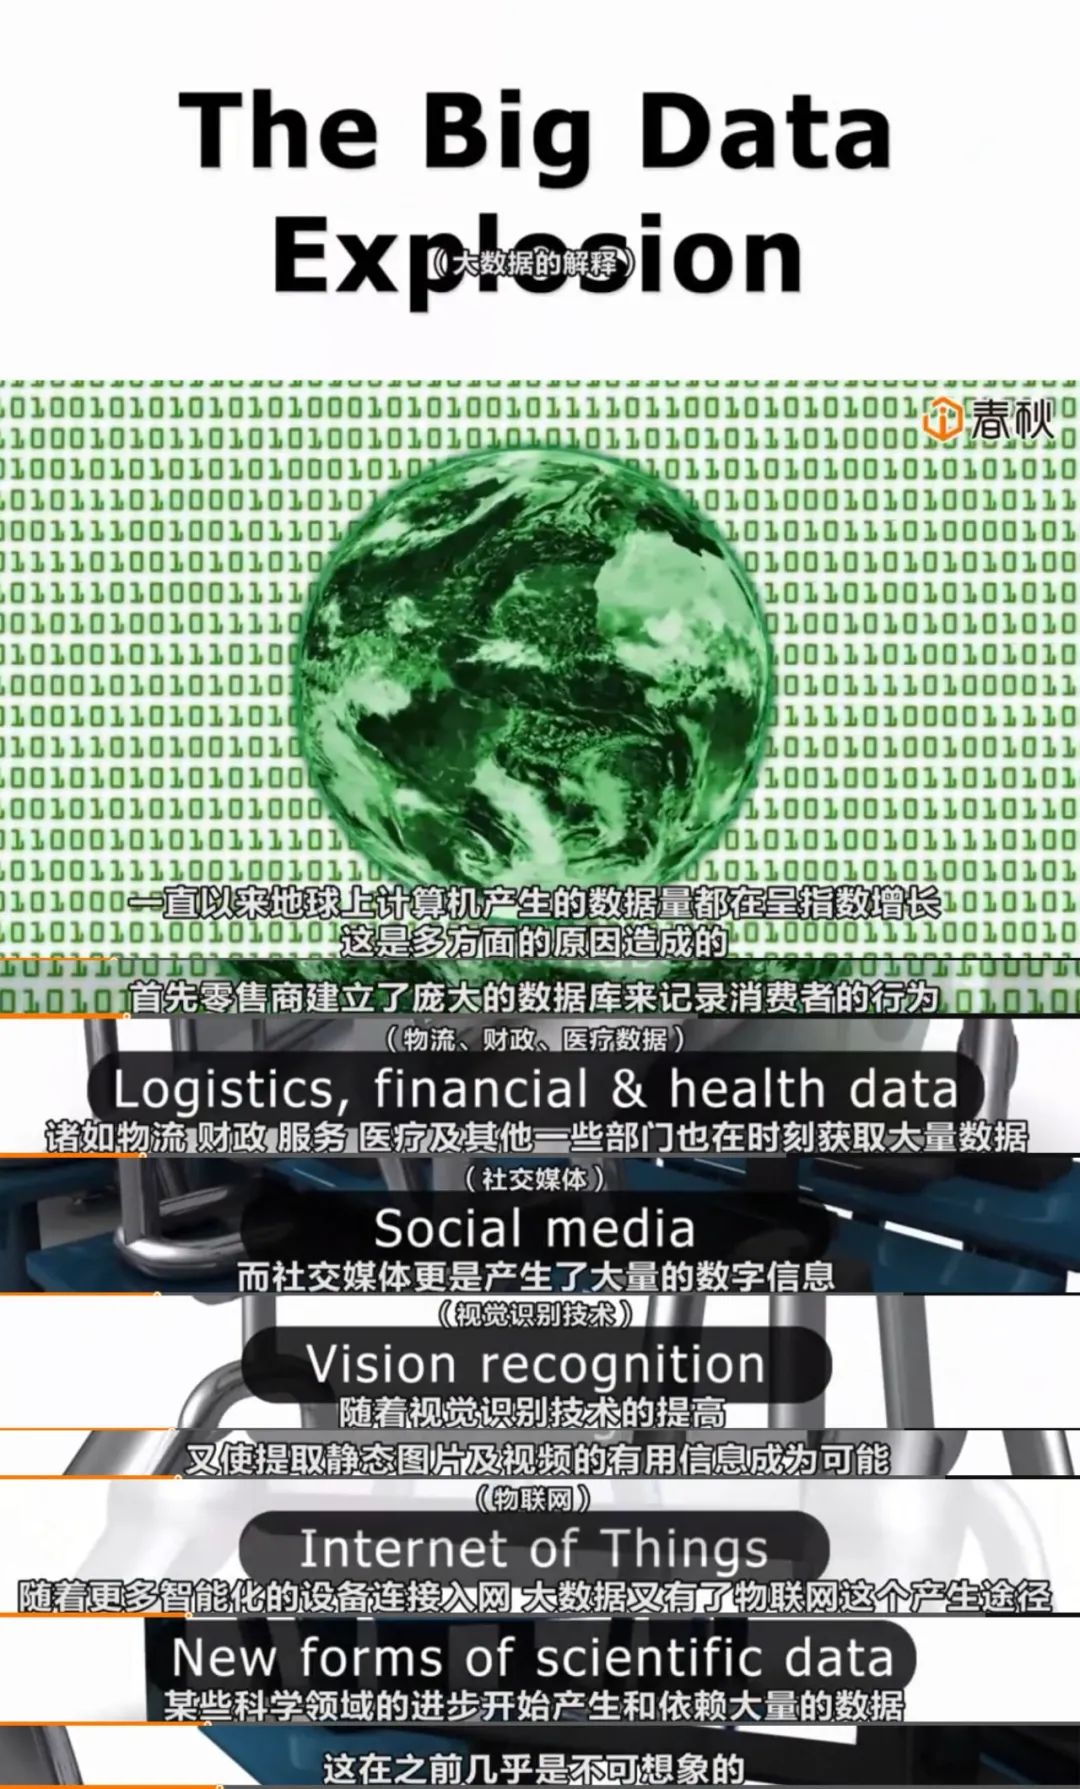 The Big Data
Explosion
（大数据的解释）
春秋
一直以来地球上计算机产生的数据量都在呈指数增长
这是多方面的原因造成的
首先零售商建立了庞大的数据库来记录消费者的行为
（物流、财政、医疗数据）
Logistics, financial & health data
诸如物流 财政 服务 医疗及其他一些部门也在时刻获取大量数据
（社交媒体）
Social media
而社交媒体更是产生了大量的数字信息
（视觉识别技术）
Vision recognition
随着视觉识别技术的提高
又使提取静态图片及视频的有用信息成为可能
（物联网）
Internet of Things
随着更多智能化的设备连接入网 大数据又有了物联网这个产生途径
New forms of scientific data
某些科学领域的进步开始产生和依赖大量的数据
这在之前几乎是不可想象的